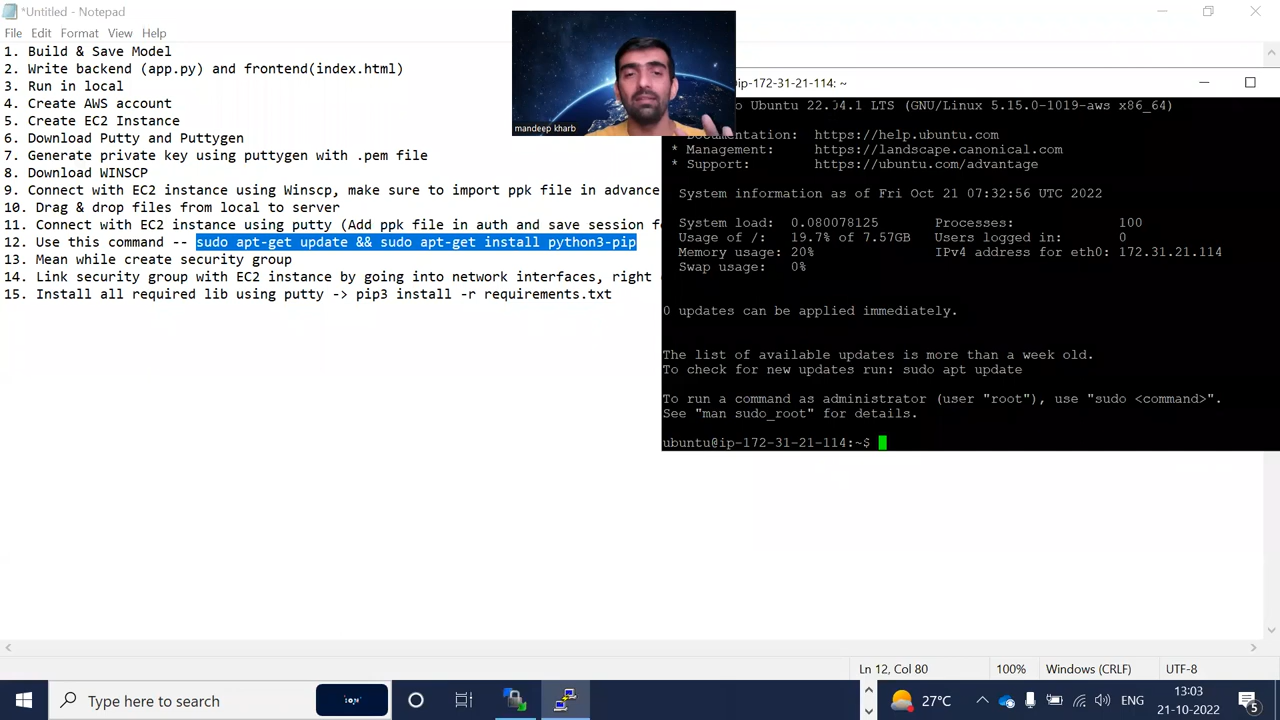 *Untitled - Notepad
File Edit Format View Help
1. Build & Save Model
2. Write backend (app.py) and frontend(index.html)
3. Run in local
4. Create AWS account
5. Create EC2 Instance
6. Download Putty and Puttygen
7. Generate private key using puttygen with .pem file
8. Download WINSCP
9. Connect with EC2 instance using Winscp, make sure to import ppk file in advance
10. Drag & drop files from local to server
11. Connect with EC2 instance using putty (Add ppk file in auth and save session
12. Use this command -- sudo apt-get update && sudo apt-get install python3-pip
13. Mean while create security group
14. Link security group with EC2 instance by going into network interfaces, right
15. Install all required lib using putty -> pip3 install -r requirements.txt
mandeep kharb
ip-172-31-21-114: ~
Ubuntu 22.04.1 LTS (GNU/Linux 5.15.0-1019-aws x86_64)
* Documentation: https://help.ubuntu.com
* Management: https://landscape.canonical.com
* Support: https://ubuntu.com/advantage
System information as of Fri Oct 21 07:32:56 UTC 2022
System load: 0.080078125 Processes: 100
Usage of /: 19.7% of 7.57GB Users logged in: 0
Memory usage: 20% IPv4 address for eth0: 172.31.21.114
Swap usage: 0%
0 updates can be applied immediately.
The list of available updates is more than a week old.
To check for new updates run: sudo apt update
To run a command as administrator (user "root"), use "sudo <command>".
See "man sudo_root" for details.
ubuntu@ip-172-31-21-114:~$
Ln 12, Col 80 100% Windows (CRLF) UTF-8
Type here to search
27°C
ENG
13:03
21-10-2022
5